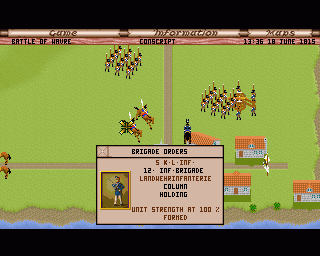 Game Information Maps
BATTLE OF WAVRE CONSCRIPT 13:36 18 JUNE 1815
BRIGADE ORDERS
5 K.L.INF.
12. INF.BRIGADE
LANDWEHRINFANTERIE
COLUMN
HOLDING
UNIT STRENGTH AT 100 %
FORMED